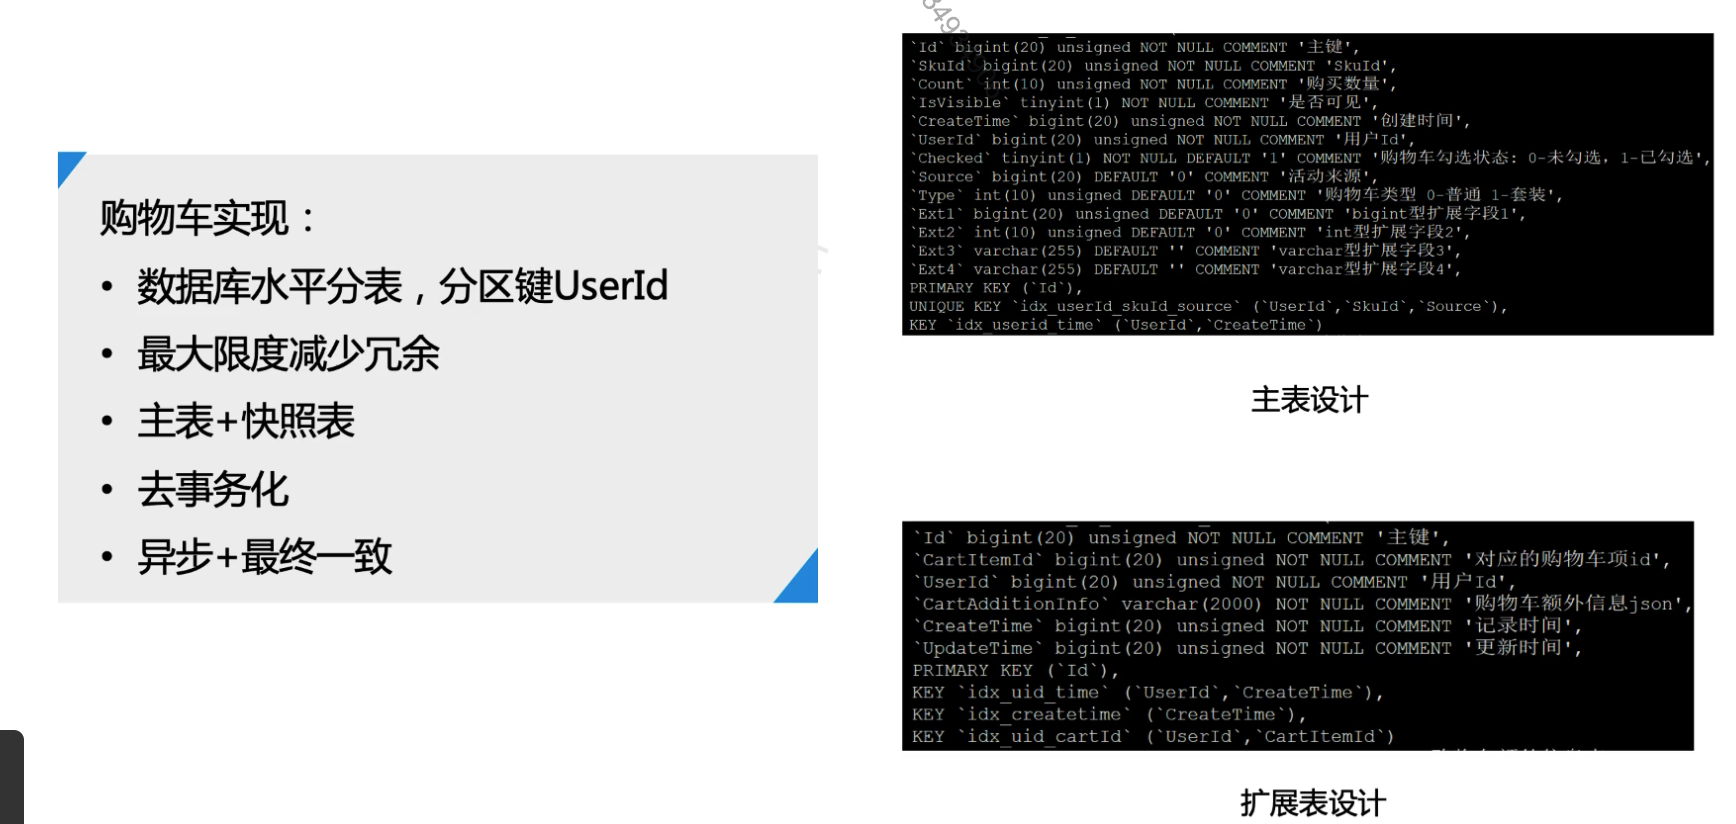 购物车实现：
• 数据库水平分表，分区键UserId
• 最大限度减少冗余
• 主表+快照表
• 去事务化
• 异步+最终一致
`Id` bigint(20) unsigned NOT NULL COMMENT '主键',
`SkuId` bigint(20) unsigned NOT NULL COMMENT 'SkuId',
`Count` int(10) unsigned NOT NULL COMMENT '购买数量',
`IsVisible` tinyint(1) NOT NULL COMMENT '是否可见',
`CreateTime` bigint(20) unsigned NOT NULL COMMENT '创建时间',
`UserId` bigint(20) unsigned NOT NULL COMMENT '用户Id',
`Checked` tinyint(1) NOT NULL DEFAULT '1' COMMENT '购物车勾选状态：0-未勾选，1-已勾选',
`Source` bigint(20) DEFAULT '0' COMMENT '活动来源',
`Type` int(10) unsigned DEFAULT '0' COMMENT '购物车类型 0-普通 1-套装',
`Ext1` bigint(20) unsigned DEFAULT '0' COMMENT 'bigint型扩展字段1',
`Ext2` int(10) unsigned DEFAULT '0' COMMENT 'int型扩展字段2',
`Ext3` varchar(255) DEFAULT '' COMMENT 'varchar型扩展字段3',
`Ext4` varchar(255) DEFAULT '' COMMENT 'varchar型扩展字段4',
PRIMARY KEY (`Id`),
UNIQUE KEY `idx_userId_skuId_source` (`UserId`,`SkuId`,`Source`),
KEY `idx_userid_time` (`UserId`,`CreateTime`)
主表设计
`Id` bigint(20) unsigned NOT NULL COMMENT '主键',
`CartItemId` bigint(20) unsigned NOT NULL COMMENT '对应的购物车项id',
`UserId` bigint(20) unsigned NOT NULL COMMENT '用户Id',
`CartAdditionInfo` varchar(2000) NOT NULL COMMENT '购物车额外信息json',
`CreateTime` bigint(20) unsigned NOT NULL COMMENT '记录时间',
`UpdateTime` bigint(20) unsigned NOT NULL COMMENT '更新时间',
PRIMARY KEY (`Id`),
KEY `idx_uid_time` (`UserId`,`CreateTime`),
KEY `idx_createtime` (`CreateTime`),
KEY `idx_uid_cartId` (`UserId`,`CartItemId`)
扩展表设计